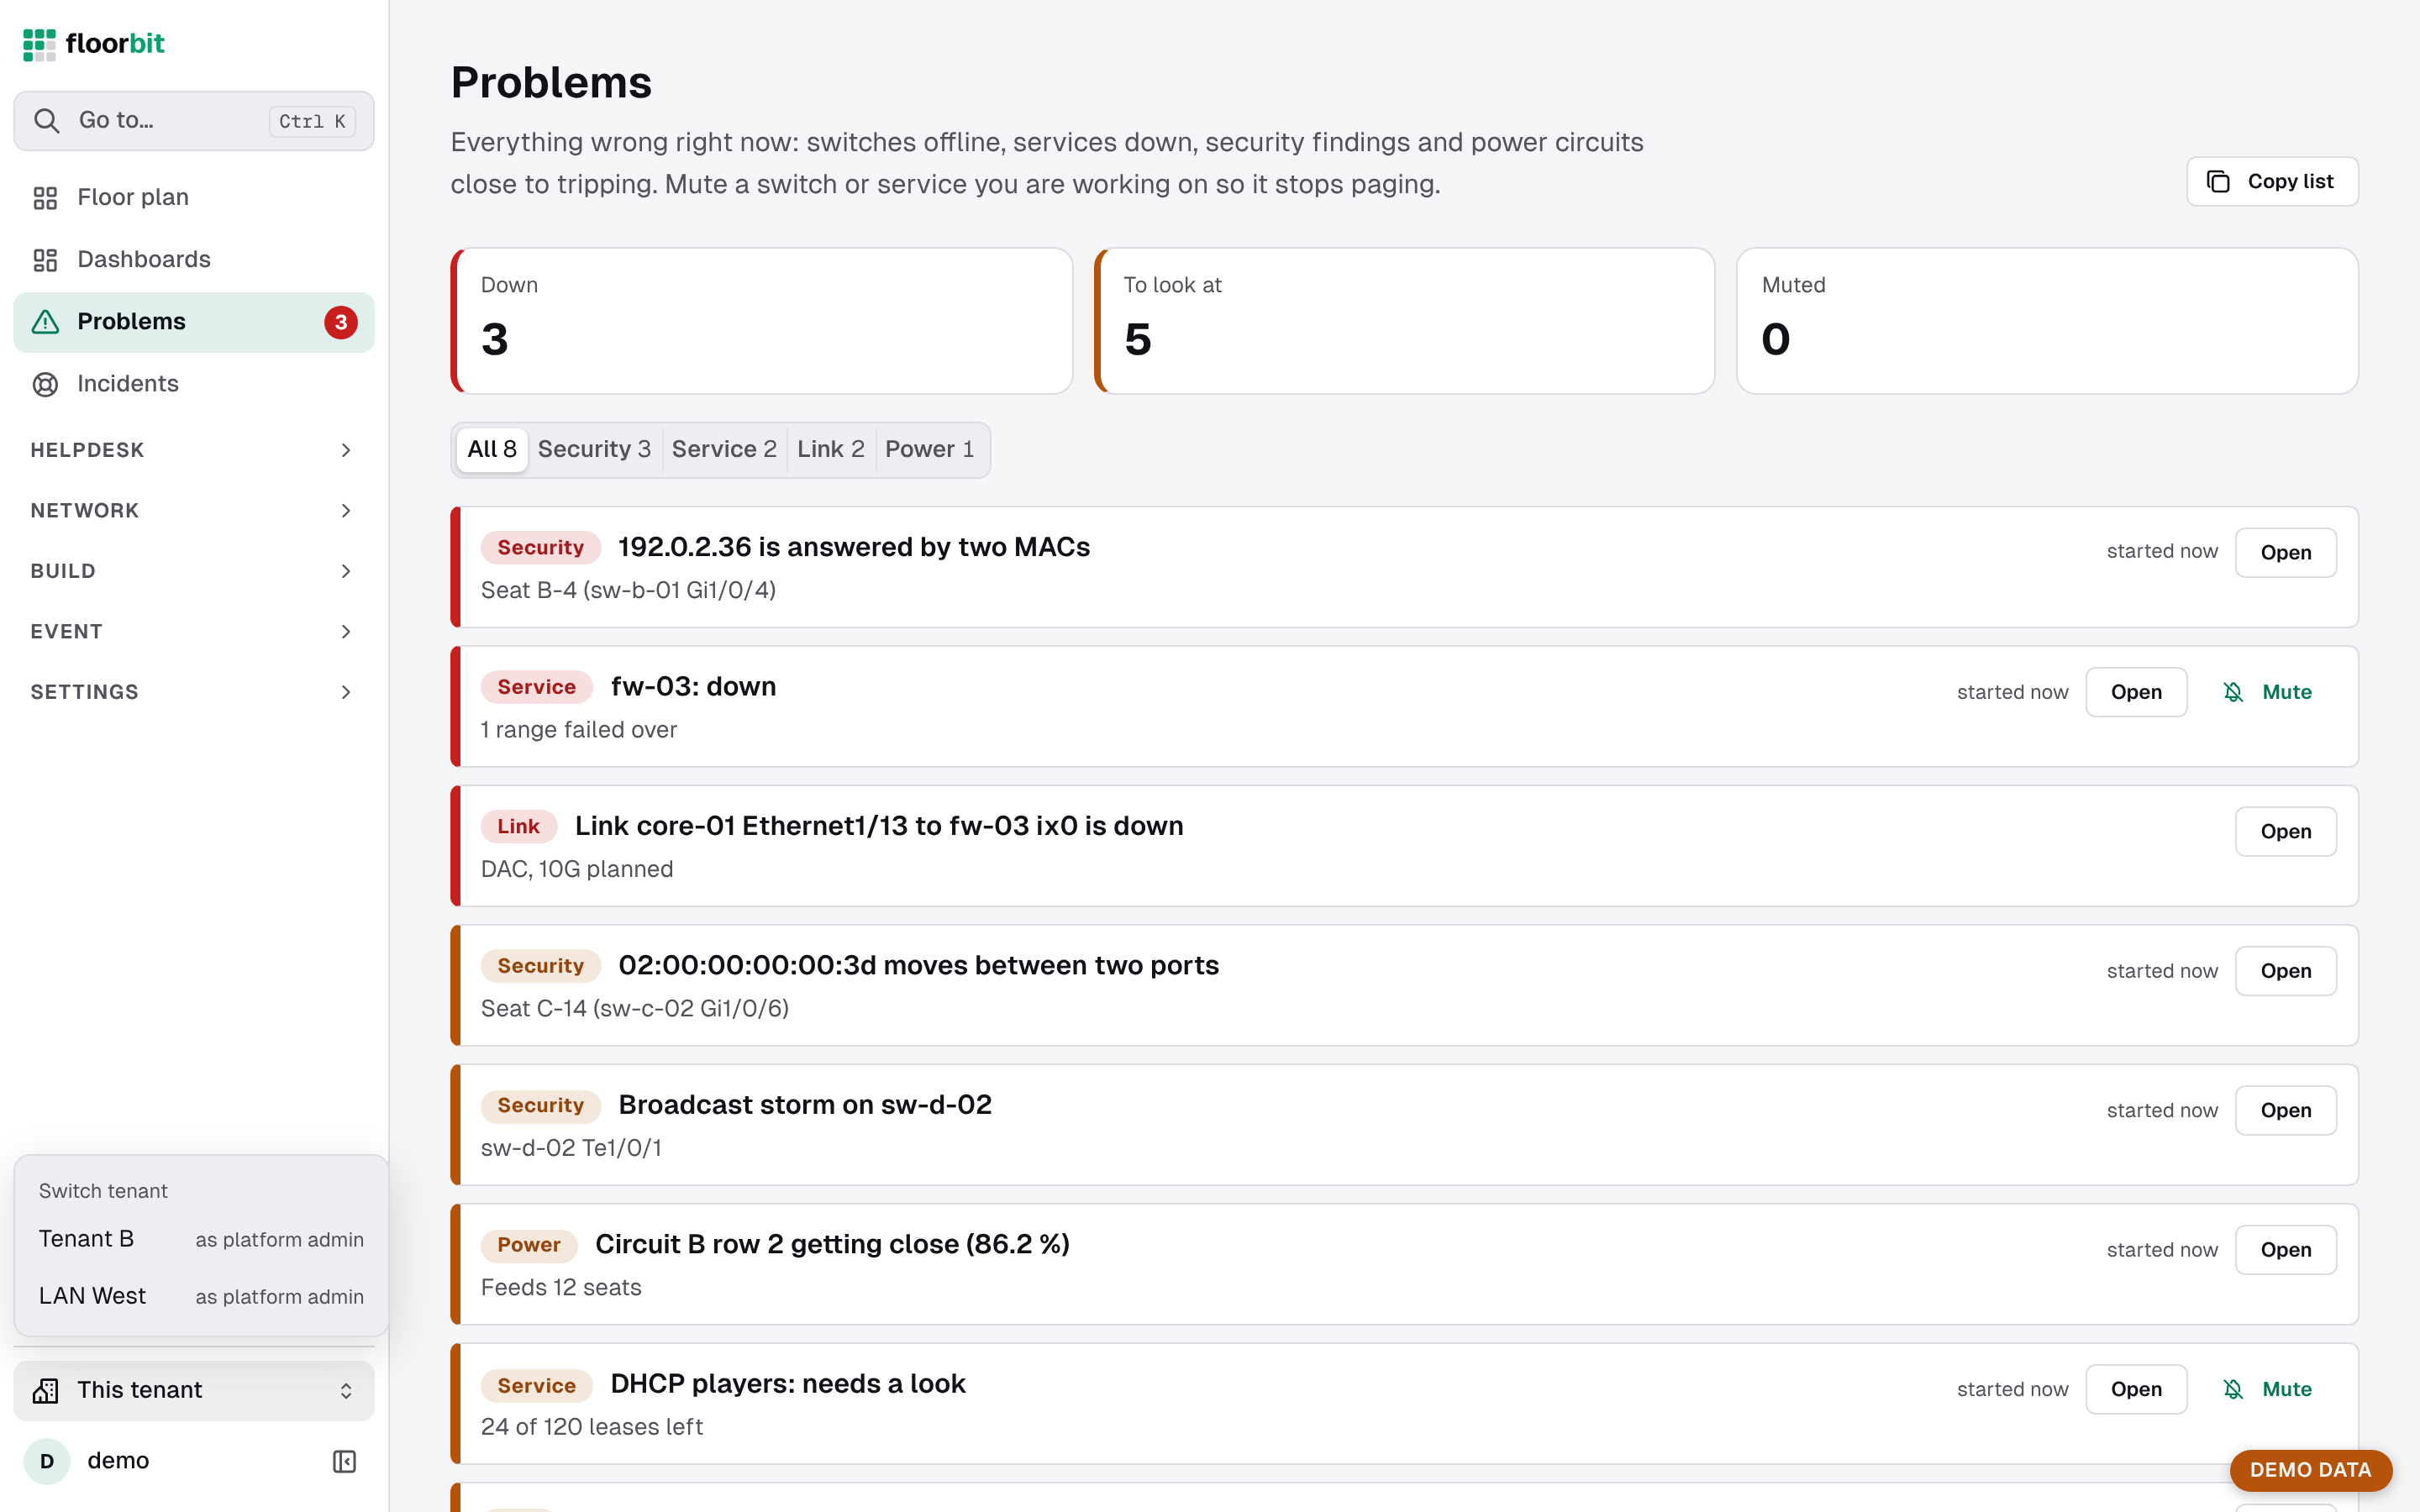 floorbit
Go to... Ctrl K
Floor plan
Dashboards
Problems 3
Incidents
HELPDESK
NETWORK
BUILD
EVENT
SETTINGS
Switch tenant
Tenant B as platform admin
LAN West as platform admin
This tenant
D demo
Problems
Everything wrong right now: switches offline, services down, security findings and power circuits
close to tripping. Mute a switch or service you are working on so it stops paging.
Copy list
Down
3
To look at
5
Muted
0
All 8 Security 3 Service 2 Link 2 Power 1
Security 192.0.2.36 is answered by two MACs started now Open
Seat B-4 (sw-b-01 Gi1/0/4)
Service fw-03: down started now Open Mute
1 range failed over
Link Link core-01 Ethernet1/13 to fw-03 ix0 is down Open
DAC, 10G planned
Security 02:00:00:00:00:3d moves between two ports started now Open
Seat C-14 (sw-c-02 Gi1/0/6)
Security Broadcast storm on sw-d-02 started now Open
sw-d-02 Te1/0/1
Power Circuit B row 2 getting close (86.2 %) started now Open
Feeds 12 seats
Service DHCP players: needs a look started now Open Mute
24 of 120 leases left
DEMO DATA